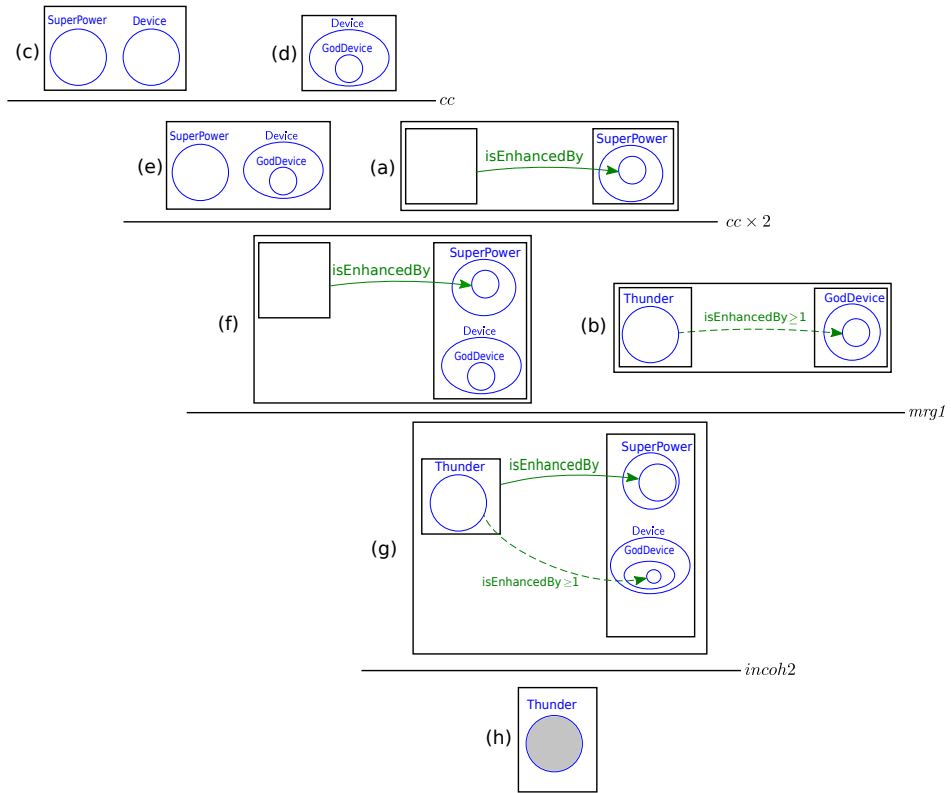 SuperPower Device
(c)
Device
GodDevice
(d)
cc
SuperPower Device
GodDevice
(e)
isEnhancedBy
SuperPower
(a)
cc × 2
isEnhancedBy
SuperPower
Device
GodDevice
(f)
Thunder
isEnhancedBy≥1
GodDevice
(b)
mrg1
Thunder
isEnhancedBy
SuperPower
Device
GodDevice
isEnhancedBy≥1
(g)
incoh2
Thunder
(h)